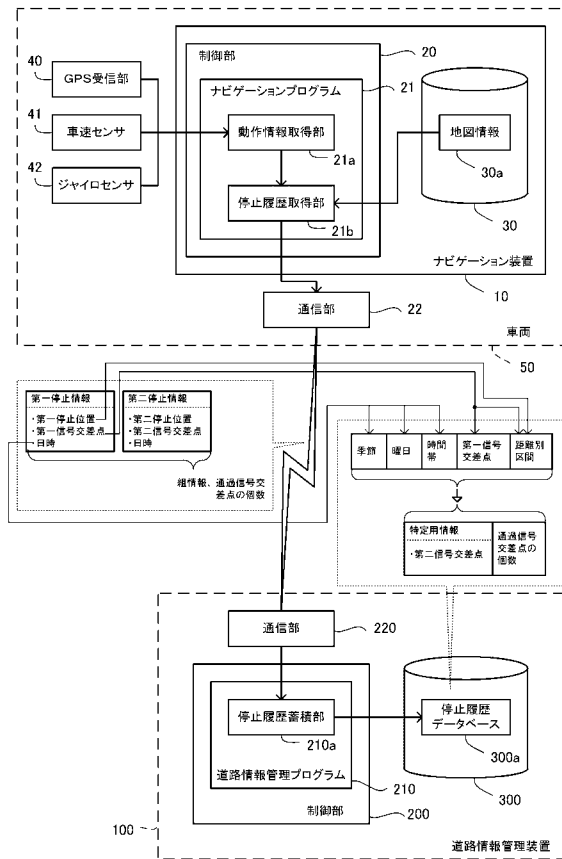 40
GPS受信部
41
車速センサ
42
ジャイロセンサ
制御部
20
ナビゲーションプログラム
21
動作情報取得部
21a
停止履歴取得部
21b
地図情報
30a
30
ナビゲーション装置
10
通信部
22
車両
50
第一停止情報
・第一停止位置
・第一信号交差点
・日時
第二停止情報
・第二停止位置
・第二信号交差点
・日時
組情報、通過信号交
差点の個数
季節
曜日
時間
帯
第一信号
交差点
距離別
区間
特定用情報
・第二信号交差点
通過信号
交差点の
個数
通信部
220
停止履歴蓄積部
210a
道路情報管理プログラム
210
制御部
200
停止履歴
データベース
300a
300
100
道路情報管理装置